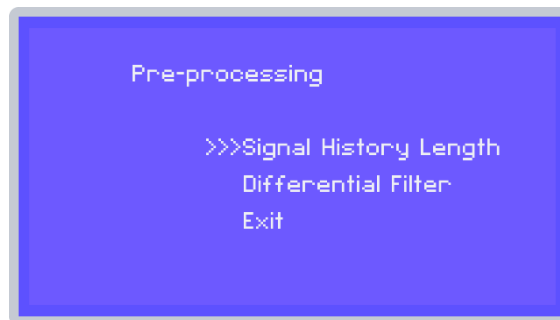 Pre-processing
>>>Signal History Length
Differential Filter
Exit